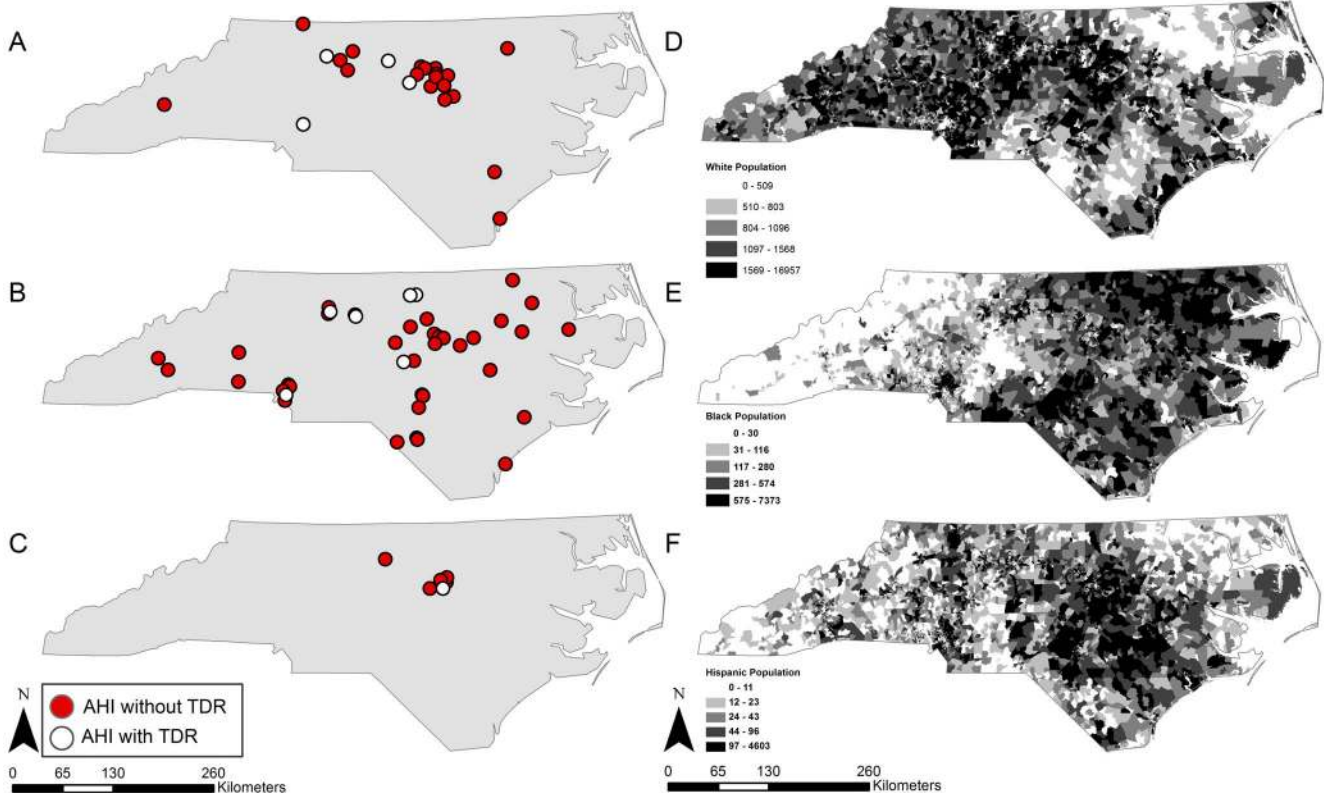 A
B
C
N
AHI without TDR
AHI with TDR
0 65 130 260
Kilometers
D
White Population
0 - 509
510 - 803
804 - 1096
1097 - 1568
1569 - 16957
E
Black Population
0 - 30
31 - 116
117 - 280
281 - 574
575 - 7373
F
Hispanic Population
0 - 11
12 - 23
24 - 43
44 - 96
97 - 4603
N
0 65 130 260
Kilometers